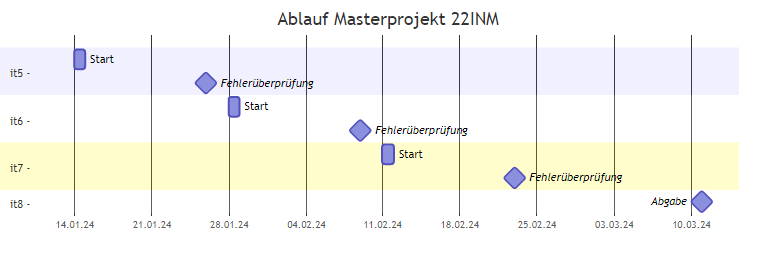 Ablauf Masterprojekt 22INM
Start
it5 -
Fehlerüberprüfung
Start
it6 -
Fehlerüberprüfung
Start
it7 -
Fehlerüberprüfung
it8 -
Abgabe
14.01.24 21.01.24 28.01.24 04.02.24 11.02.24 18.02.24 25.02.24 03.03.24 10.03.24